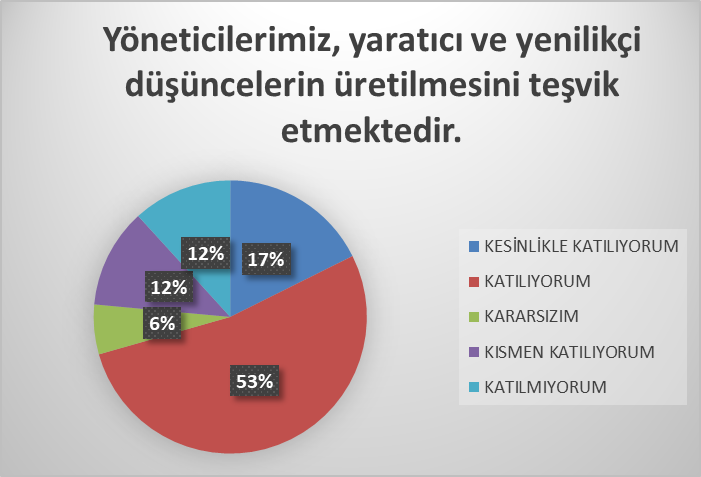 Yöneticilerimiz, yaratıcı ve yenilikçi
düşüncelerin üretilmesini teşvik
etmektedir.
12%
17%
12%
6%
53%
KESİNLİKLE KATILIYORUM
KATILIYORUM
KARARSIZIM
KISMEN KATILIYORUM
KATILMIYORUM